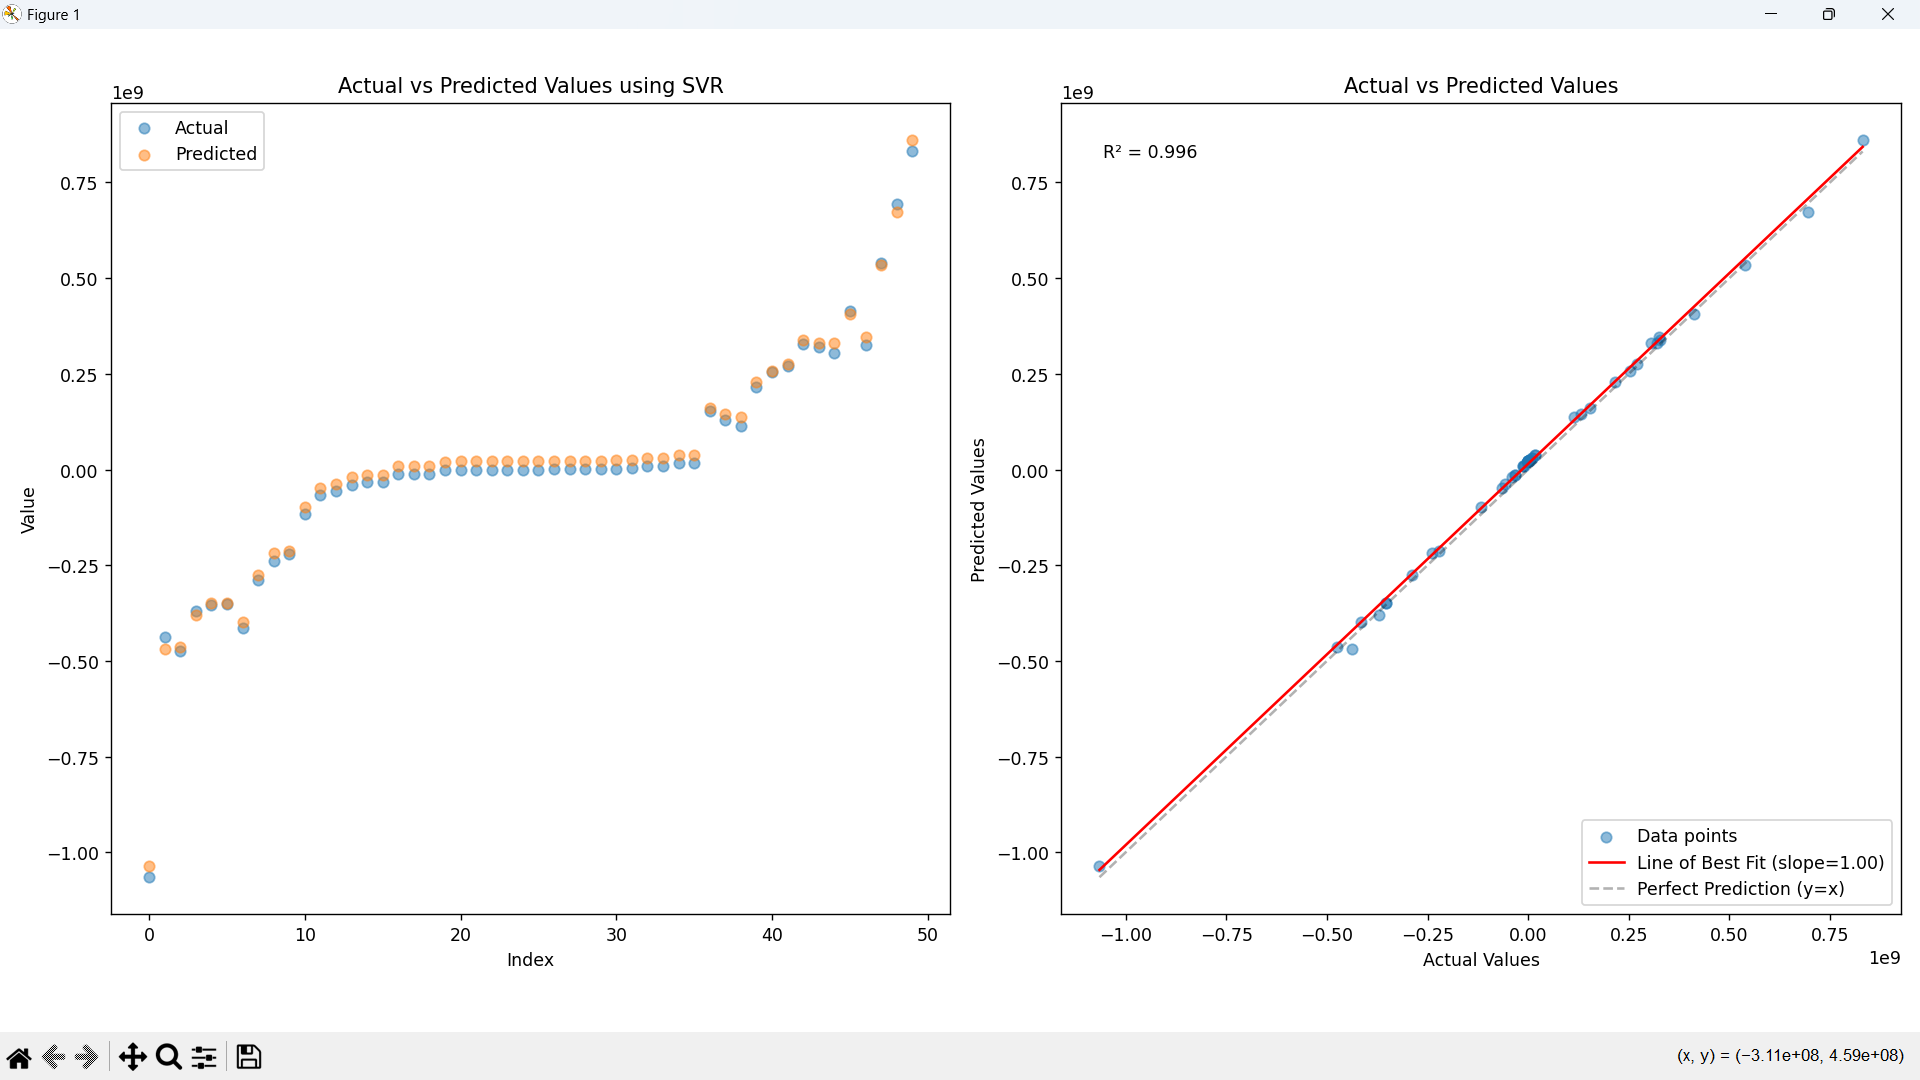 Figure 1
Actual vs Predicted Values using SVR
1e9
Actual
Predicted
0.75
0.50
0.25
0.00
−0.25
−0.50
−0.75
−1.00
Value
0 10 20 30 40 50
Index
Actual vs Predicted Values
1e9
R² = 0.996
0.75
0.50
0.25
0.00
−0.25
−0.50
−0.75
−1.00
Predicted Values
Data points
Line of Best Fit (slope=1.00)
Perfect Prediction (y=x)
−1.00 −0.75 −0.50 −0.25 0.00 0.25 0.50 0.75
Actual Values
1e9
(x, y) = (−3.11e+08, 4.59e+08)